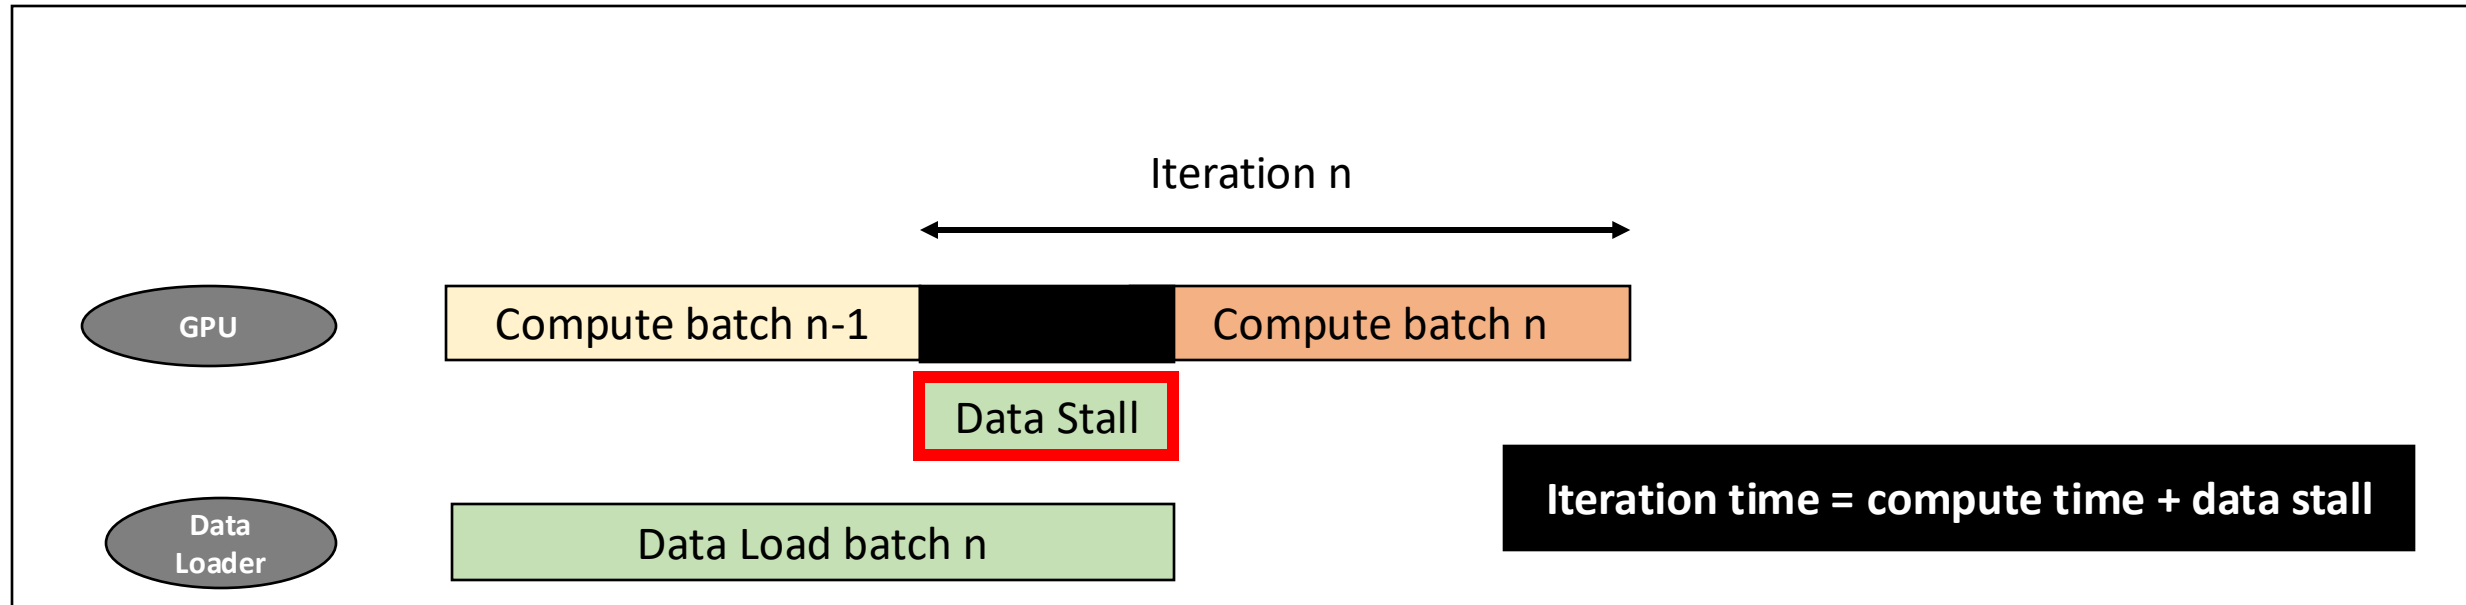 Iteration n
GPU
Compute batch n-1
Compute batch n
Data Stall
Iteration time = compute time + data stall
Data
Loader
Data Load batch n